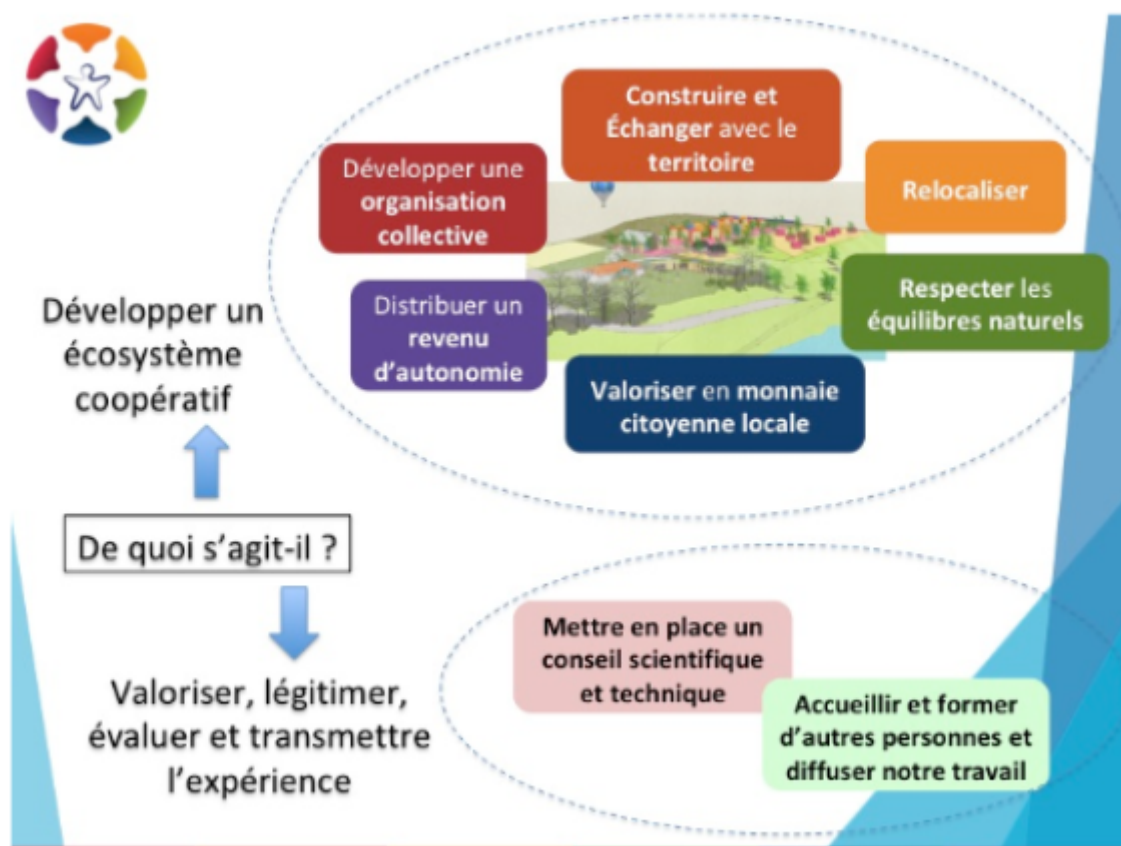 Construire et
Échanger avec le
territoire
Développer une
organisation
collective
Relocaliser
Distribuer un
revenu
d'autonomie
Respecter les
équilibres naturels
Valoriser en monnaie
citoyenne locale
Développer un
écosystème
coopératif
De quoi s'agit-il ?
Valoriser, légitimer,
évaluer et transmettre
l'expérience
Mettre en place un
conseil scientifique
et technique
Accueillir et former
d'autres personnes et
diffuser notre travail